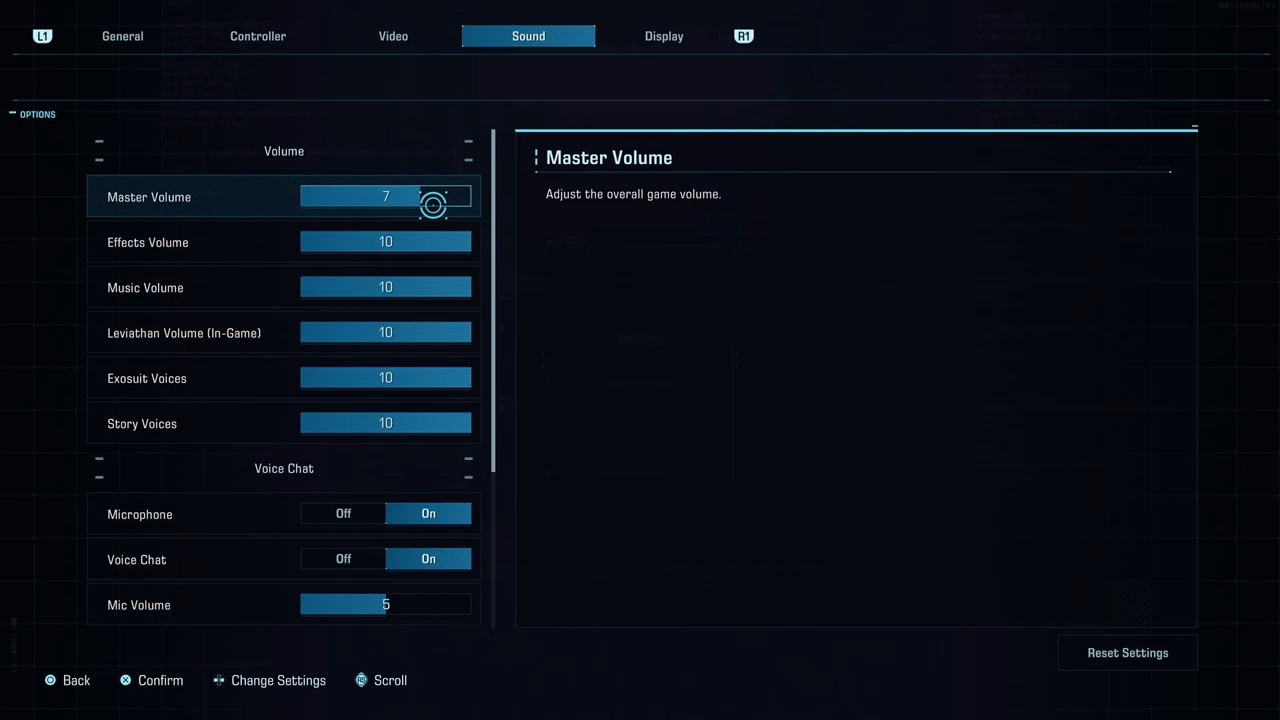 L1 General Controller Video Sound Display R1
OPTIONS
Volume
Master Volume 7
Effects Volume 10
Music Volume 10
Leviathan Volume (In-Game) 10
Exosuit Voices 10
Story Voices 10
Voice Chat
Microphone Off On
Voice Chat Off On
Mic Volume 5
Master Volume
Adjust the overall game volume.
Settings
Reset Settings
Back Confirm Change Settings RS Scroll